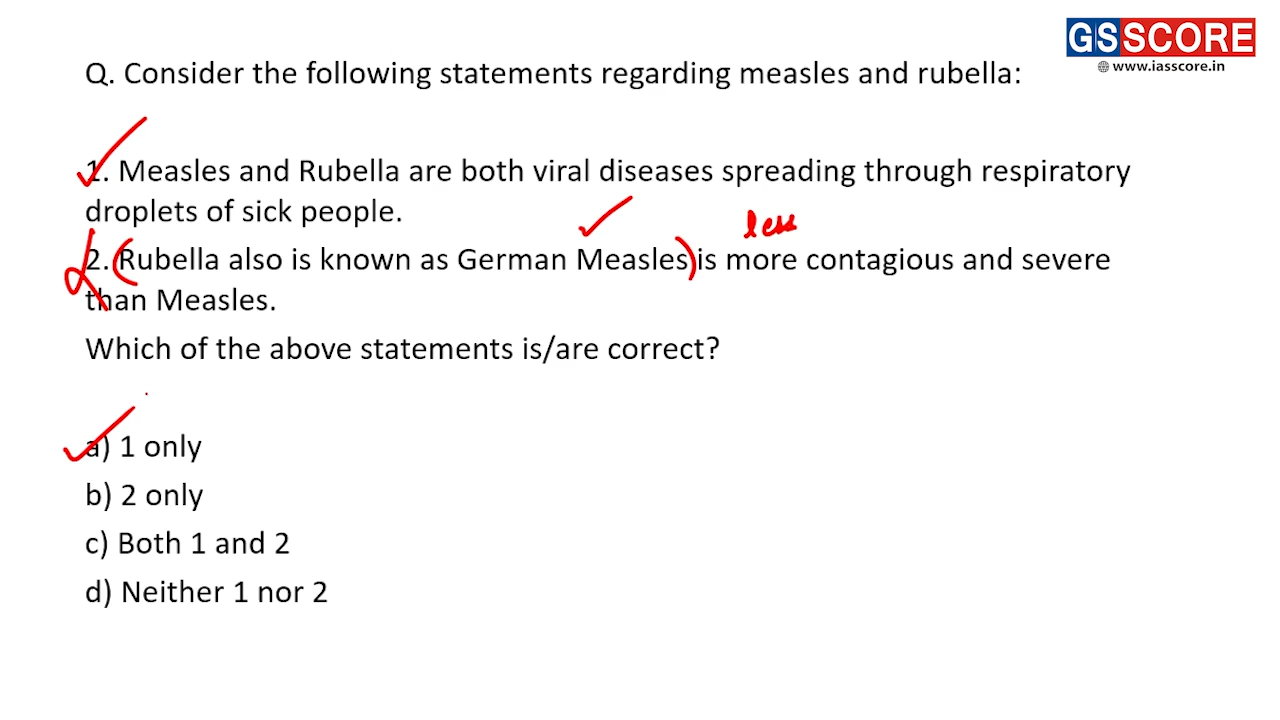 GSSCORE
www.iasscore.in
Q. Consider the following statements regarding measles and rubella:
1. Measles and Rubella are both viral diseases spreading through respiratory
droplets of sick people.
less
2. (Rubella also is known as German Measles) is more contagious and severe
than Measles.
Which of the above statements is/are correct?
a) 1 only
b) 2 only
c) Both 1 and 2
d) Neither 1 nor 2